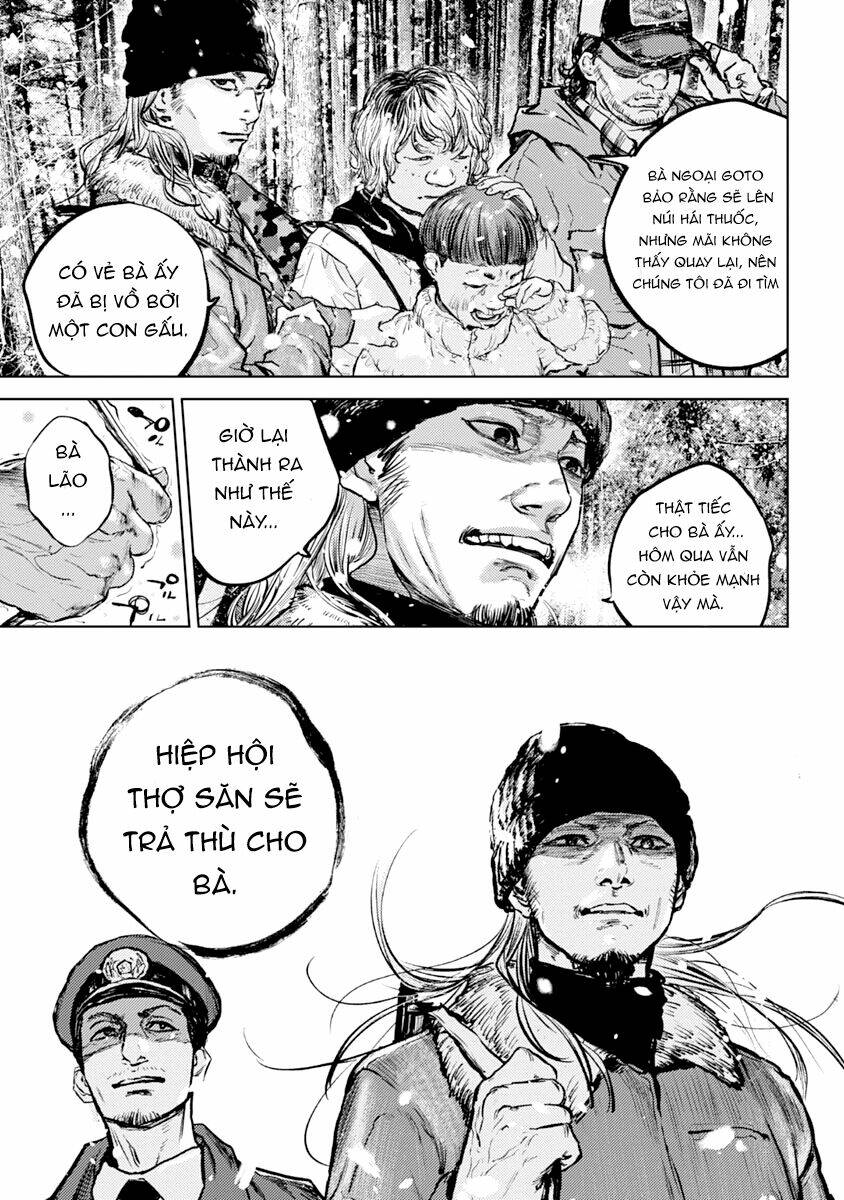 BÀ NGOẠI GOTO
BẢO RẰNG SẼ LÊN
NÚI HÁI THUỐC,
NHƯNG MÃI KHÔNG
THẤY QUAY LẠI, NÊN
CHÚNG TÔI ĐÃ ĐI TÌM
CÓ VẺ BÀ ẤY
ĐÃ BỊ VỒ BỞI
MỘT CON GẤU.
THẬT TIẾC
CHO BÀ ẤY...
HÔM QUA VẪN
CÒN KHỎE MẠNH
VẬY MÀ.
GIỜ LẠI
THÀNH RA
NHƯ THẾ
NÀY...
BÀ
LÃO
...
HIỆP HỘI
THỢ SĂN SẼ
TRẢ THÙ CHO
BÀ.